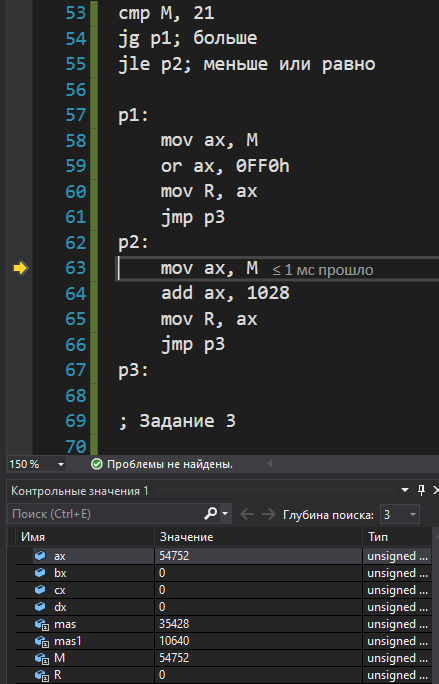 53 cmp M, 21
54 jg p1; больше
55 jle p2; меньше или равно
56
57 p1:
58 mov ax, M
59 or ax, 0FF0h
60 mov R, ax
61 jmp p3
62 p2:
63 mov ax, M ≤ 1 мс прошло
64 add ax, 1028
65 mov R, ax
66 jmp p3
67 p3:
68
69 ; Задание 3
70
150 % Проблемы не найдены.
Контрольные значения 1
Поиск (Ctrl+E) Глубина поиска: 3
Имя Значение Тип
ax 54752 unsigned ...
bx 0 unsigned ...
cx 0 unsigned ...
dx 0 unsigned ...
mas 35428 unsigned ...
mas1 10640 unsigned ...
M 54752 unsigned ...
R 0 unsigned ...